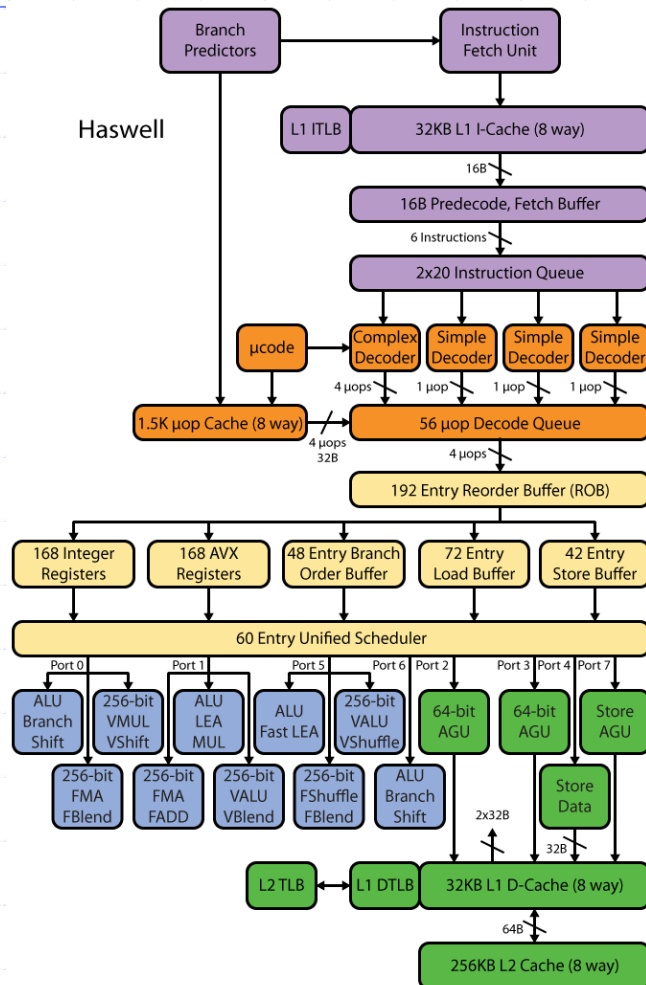 Branch
Predictors
Instruction
Fetch Unit
Haswell
L1 ITLB
32KB L1 I-Cache (8 way)
16B
16B Predecode, Fetch Buffer
6 Instructions
2x20 Instruction Queue
µcode
Complex
Decoder
Simple
Decoder
Simple
Decoder
Simple
Decoder
4 µops
1 µop
1 µop
1 µop
1.5K µop Cache (8 way)
4 µops
32B
56 µop Decode Queue
4 µops
192 Entry Reorder Buffer (ROB)
168 Integer
Registers
168 AVX
Registers
48 Entry Branch
Order Buffer
72 Entry
Load Buffer
42 Entry
Store Buffer
60 Entry Unified Scheduler
Port 0
Port 1
Port 5
Port 6
Port 2
Port 3
Port 4
Port 7
ALU
Branch
Shift
256-bit
VMUL
VShift
ALU
LEA
MUL
ALU
Fast LEA
256-bit
VALU
VShuffle
64-bit
AGU
64-bit
AGU
Store
AGU
256-bit
FMA
FBlend
256-bit
FMA
FADD
256-bit
VALU
VBlend
256-bit
FShuffle
FBlend
ALU
Branch
Shift
Store
Data
2x32B
32B
L2 TLB
L1 DTLB
32KB L1 D-Cache (8 way)
64B
256KB L2 Cache (8 way)